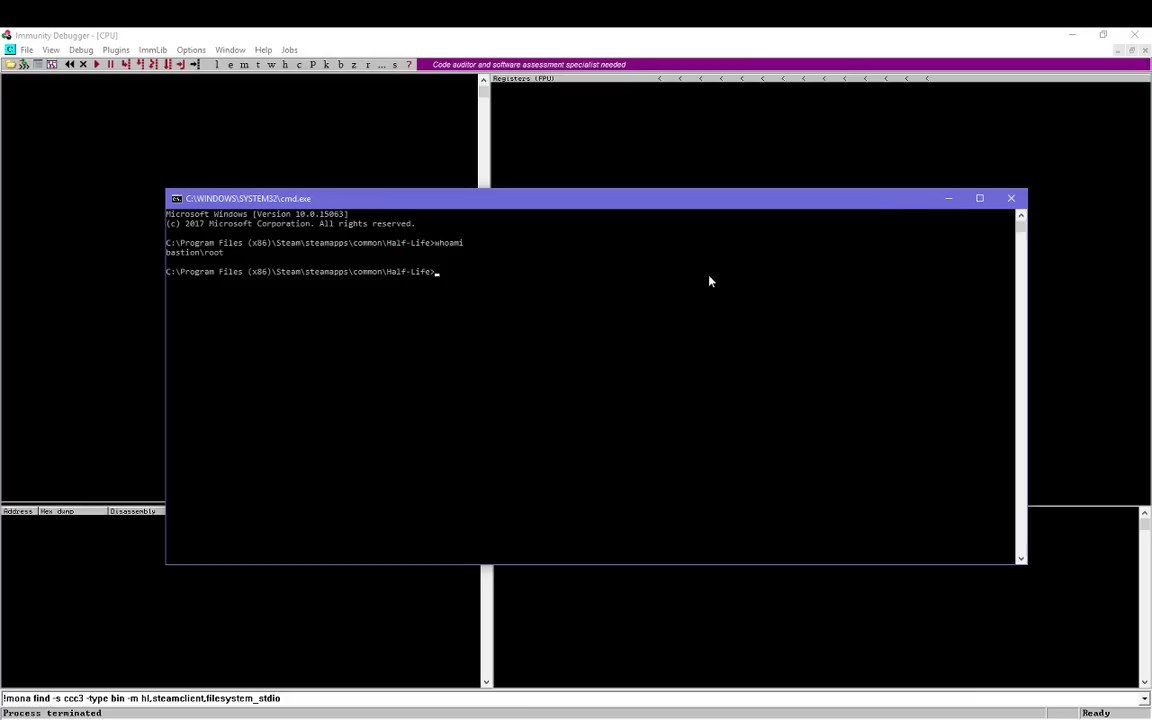 Immunity Debugger - [CPU]
File View Debug Plugins ImmLib Options Window Help Jobs
l e m t w h c P k b z r ... s ? Code auditor and software assessment specialist needed
Registers (FPU) < < < < < < < < < < < < < <
C:\WINDOWS\SYSTEM32\cmd.exe
Microsoft Windows [Version 10.0.15063]
(c) 2017 Microsoft Corporation. All rights reserved.
C:\Program Files (x86)\Steam\steamapps\common\Half-Life>whoami
bastion\root
C:\Program Files (x86)\Steam\steamapps\common\Half-Life>
Address Hex dump Disassembly
!mona find -s ccc3 -type bin -m hl,steamclient,filesystem_stdio
Process terminated Ready